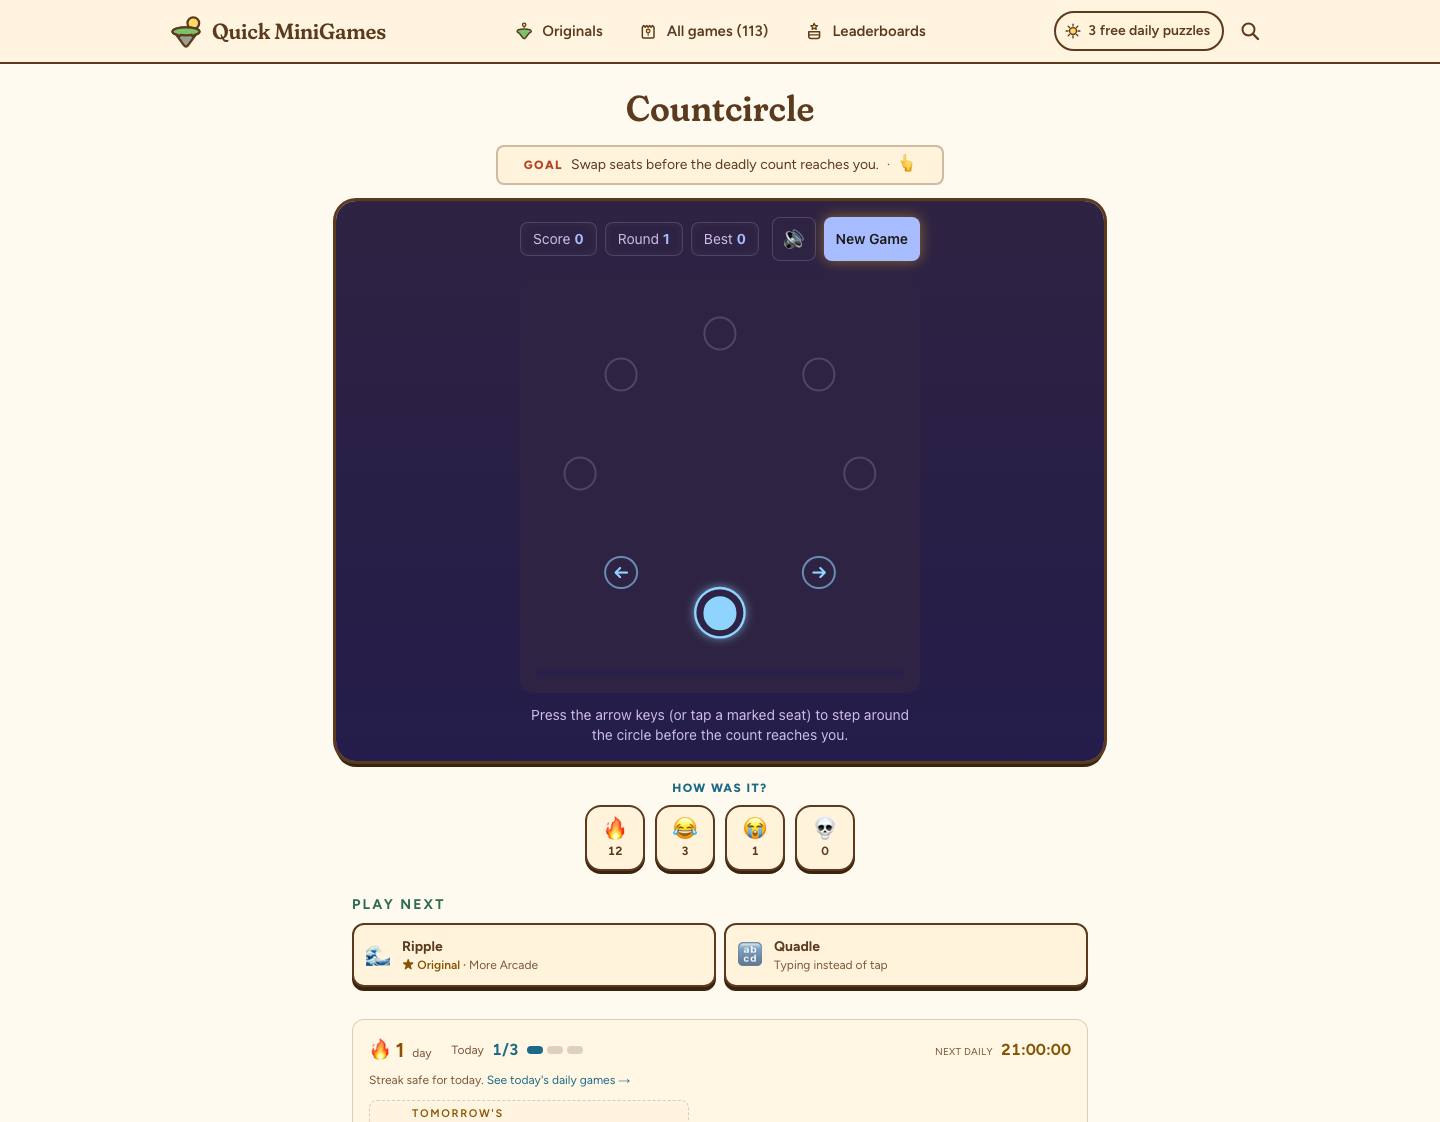 Quick MiniGames
Originals
All games (113)
Leaderboards
3 free daily puzzles
Countcircle
GOAL Swap seats before the deadly count reaches you. ·
Score 0
Round 1
Best 0
New Game
Press the arrow keys (or tap a marked seat) to step around
the circle before the count reaches you.
HOW WAS IT?
12
3
1
0
PLAY NEXT
Ripple
Original · More Arcade
abcd
Quadle
Typing instead of tap
1 day
Today 1/3
NEXT DAILY 21:00:00
Streak safe for today. See today's daily games →
TOMORROW'S